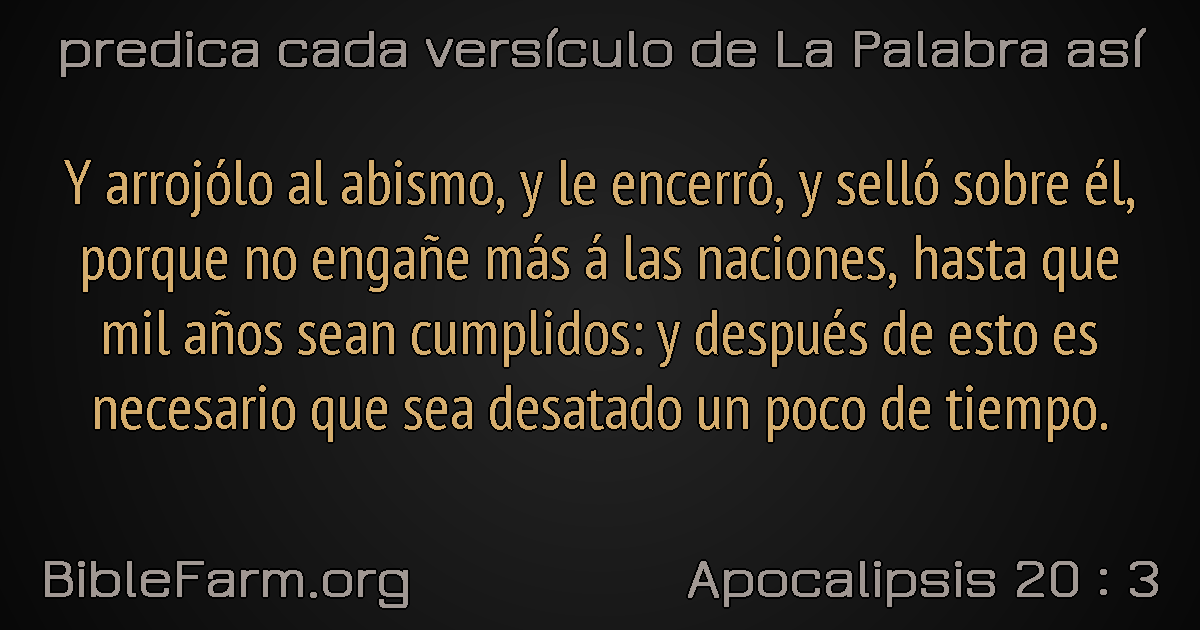 predica cada versículo de La Palabra así
Y arrojólo al abismo, y le encerró, y selló sobre él,
porque no engañe más á las naciones, hasta que
mil años sean cumplidos: y después de esto es
necesario que sea desatado un poco de tiempo.
BibleFarm.org
Apocalipsis 20 : 3